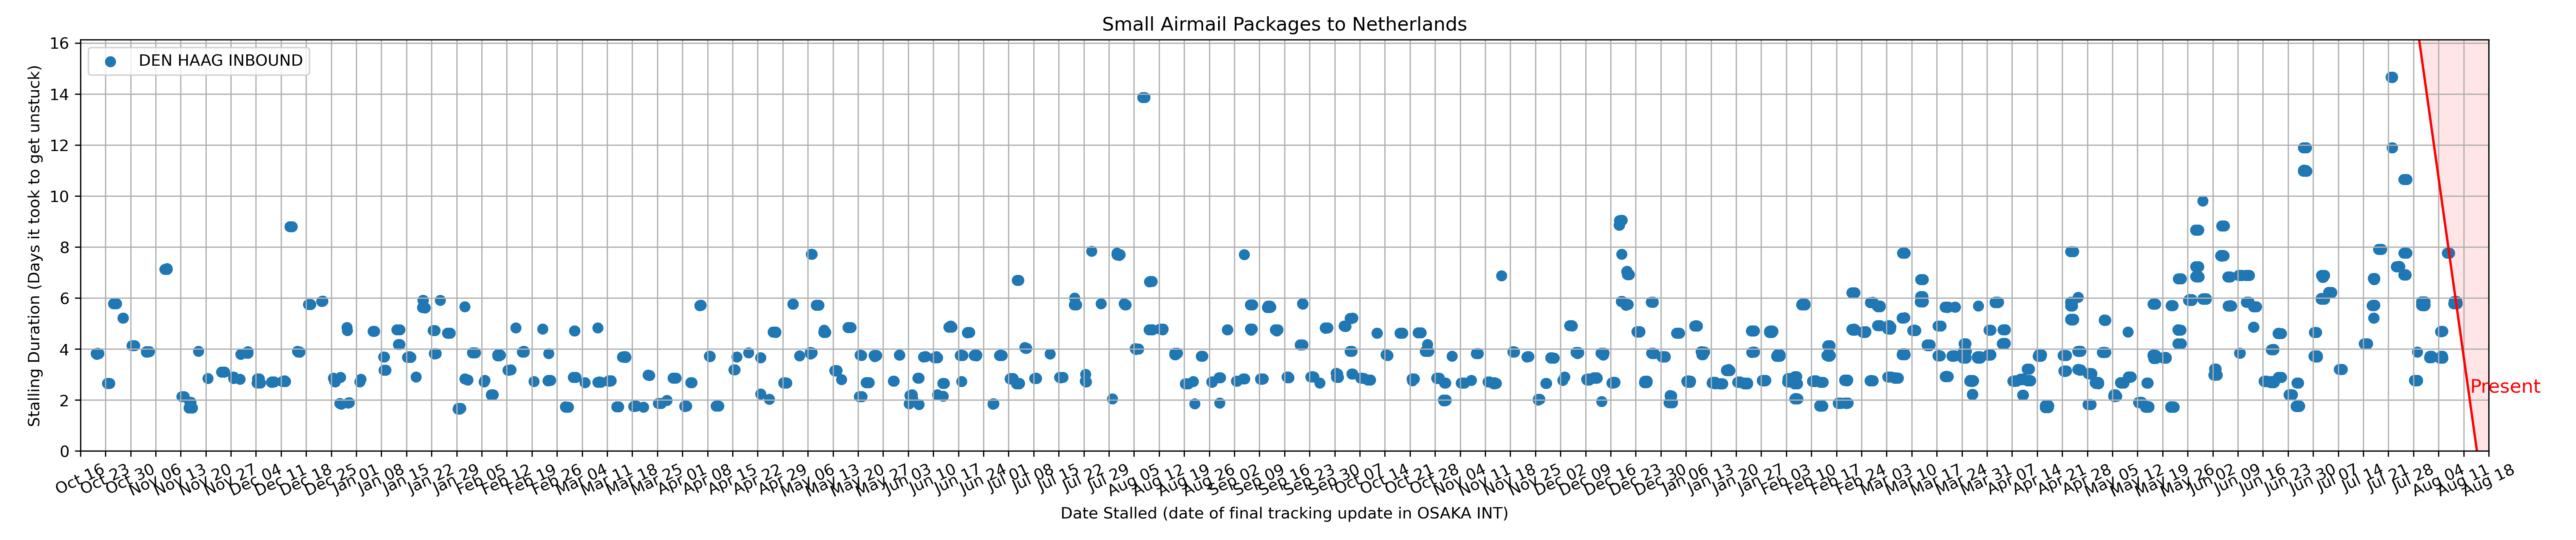 Small Airmail Packages to Netherlands
DEN HAAG INBOUND
Stalling Duration (Days it took to get unstuck)
16
14
12
10
8
6
4
2
0
Present
Oct 16
Oct 23
Oct 30
Nov 06
Nov 13
Nov 20
Nov 27
Dec 04
Dec 11
Dec 18
Dec 25
Jan 01
Jan 08
Jan 15
Jan 22
Jan 29
Feb 05
Feb 12
Feb 19
Feb 26
Mar 04
Mar 11
Mar 18
Mar 25
Apr 01
Apr 08
Apr 15
Apr 22
Apr 29
May 06
May 13
May 20
May 27
Jun 03
Jun 10
Jun 17
Jun 24
Jul 01
Jul 08
Jul 15
Jul 22
Jul 29
Aug 05
Aug 12
Aug 19
Aug 26
Sep 02
Sep 09
Sep 16
Sep 23
Sep 30
Oct 07
Oct 14
Oct 21
Oct 28
Nov 04
Nov 11
Nov 18
Nov 25
Dec 02
Dec 09
Dec 16
Dec 23
Dec 30
Jan 06
Jan 13
Jan 20
Jan 27
Feb 03
Feb 10
Feb 17
Feb 24
Mar 03
Mar 10
Mar 17
Mar 24
Mar 31
Apr 07
Apr 14
Apr 21
Apr 28
May 05
May 12
May 19
May 26
Jun 02
Jun 09
Jun 16
Jun 23
Jun 30
Jul 07
Jul 14
Jul 21
Jul 28
Aug 04
Aug 11
Aug 18
Date Stalled (date of final tracking update in OSAKA INT)